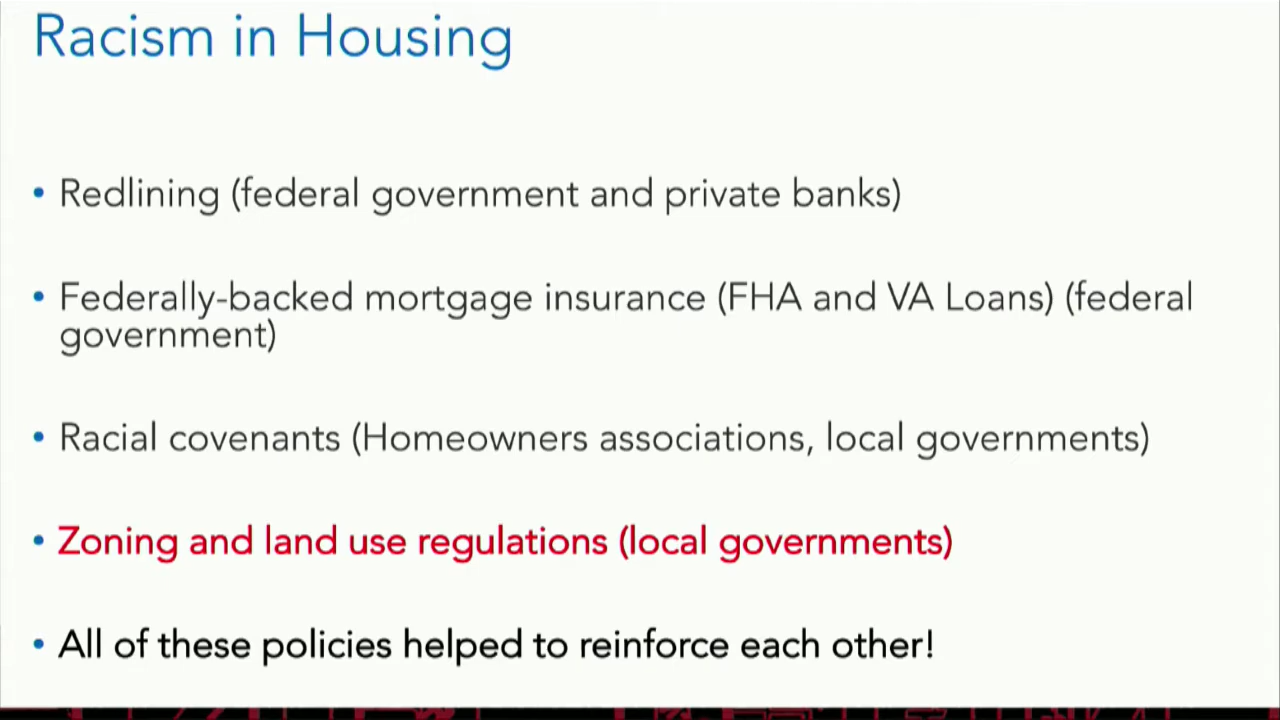 Racism in Housing
• Redlining (federal government and private banks)
• Federally-backed mortgage insurance (FHA and VA Loans) (federal
government)
• Racial covenants (Homeowners associations, local governments)
• Zoning and land use regulations (local governments)
• All of these policies helped to reinforce each other!